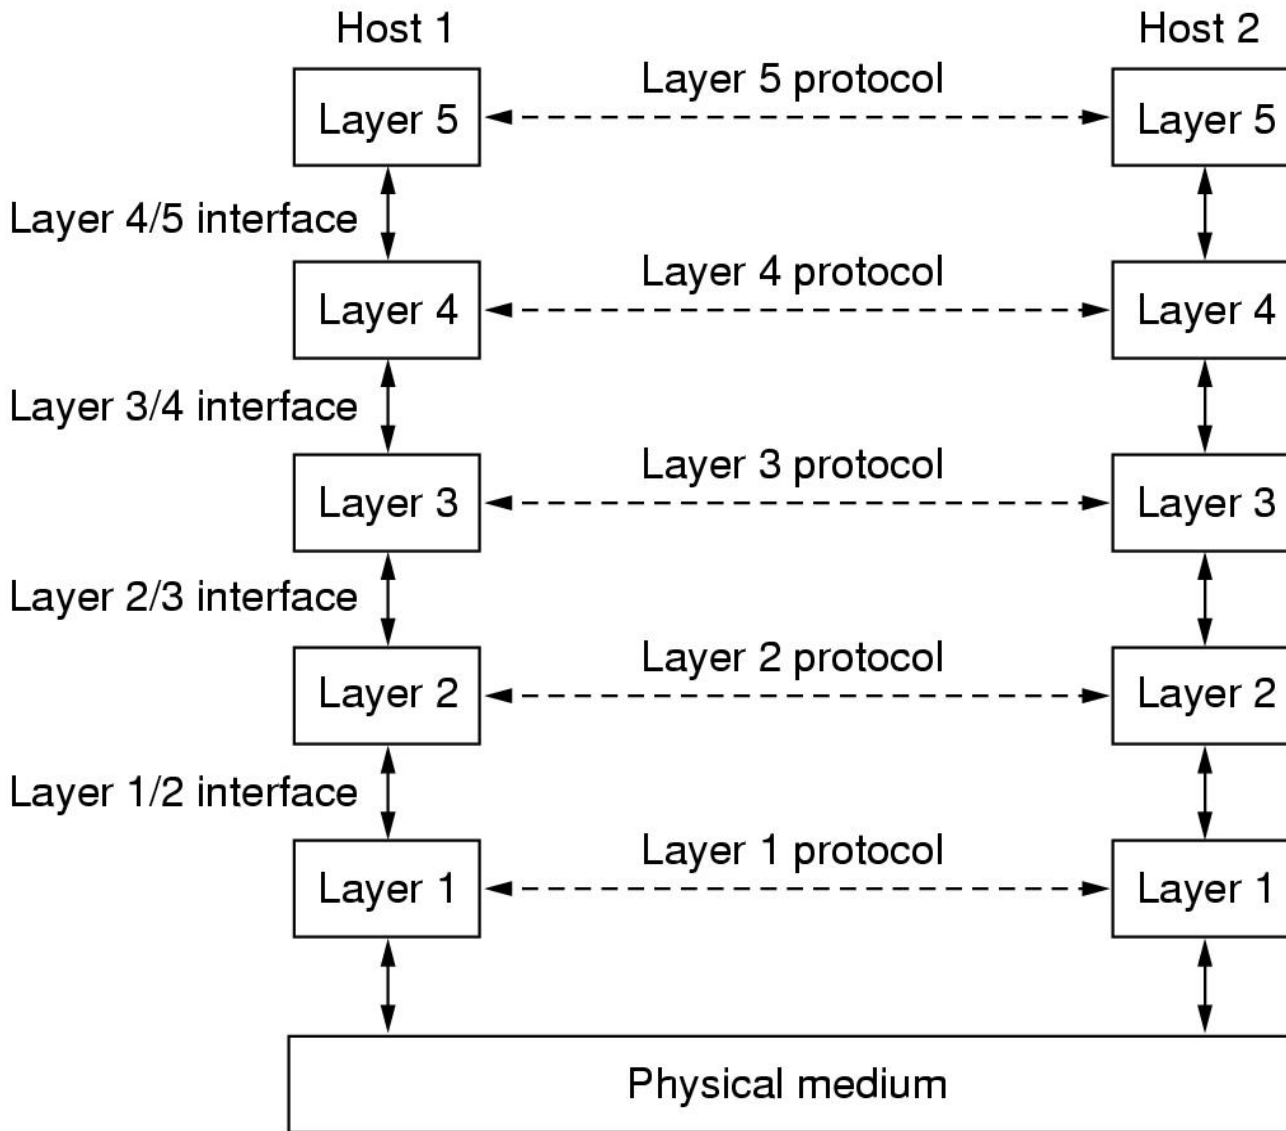 Host 1
Host 2
Layer 5 protocol
Layer 5
Layer 5
Layer 4/5 interface
Layer 4 protocol
Layer 4
Layer 4
Layer 3/4 interface
Layer 3 protocol
Layer 3
Layer 3
Layer 2/3 interface
Layer 2 protocol
Layer 2
Layer 2
Layer 1/2 interface
Layer 1 protocol
Layer 1
Layer 1
Physical medium